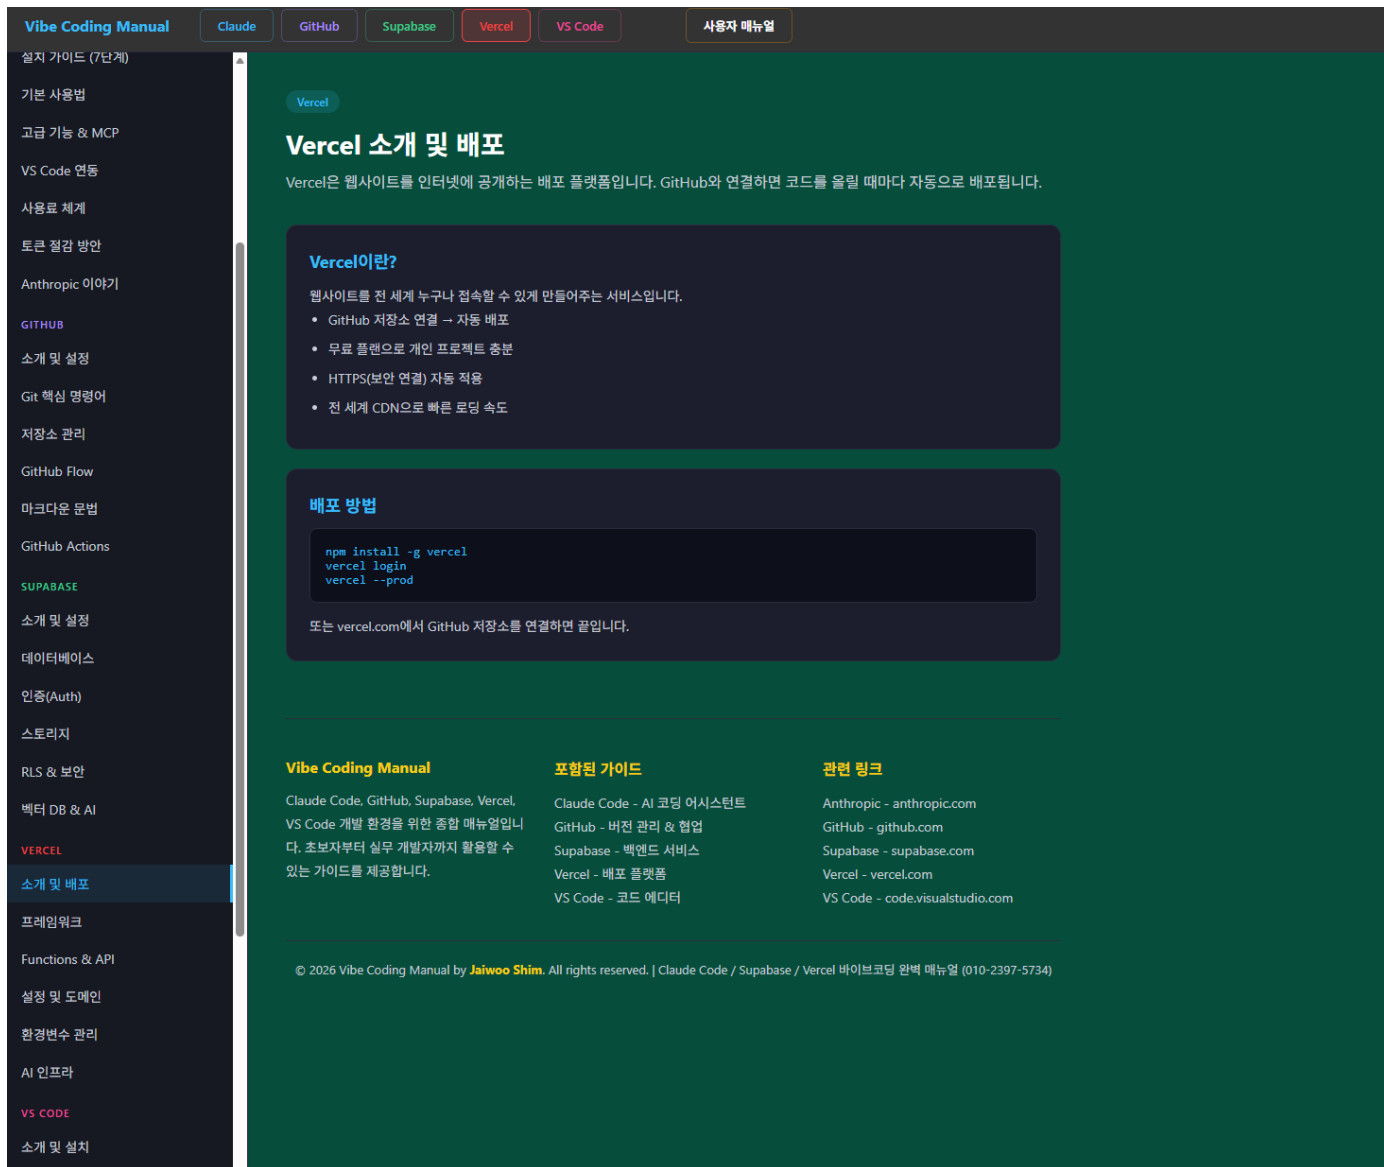 Vibe Coding Manual
Claude
GitHub
Supabase
Vercel
VS Code
사용자 매뉴얼
설치 가이드 (7단계)
기본 사용법
고급 기능 & MCP
VS Code 연동
사용료 체계
토큰 절감 방안
Anthropic 이야기
GITHUB
소개 및 설정
Git 핵심 명령어
저장소 관리
GitHub Flow
마크다운 문법
GitHub Actions
SUPABASE
소개 및 설정
데이터베이스
인증(Auth)
스토리지
RLS & 보안
벡터 DB & AI
VERCEL
소개 및 배포
프레임워크
Functions & API
설정 및 도메인
환경변수 관리
AI 인프라
VS CODE
소개 및 설치
Vercel
Vercel 소개 및 배포
Vercel은 웹사이트를 인터넷에 공개하는 배포 플랫폼입니다. GitHub와 연결하면 코드를 올릴 때마다 자동으로 배포됩니다.
Vercel이란?
웹사이트를 전 세계 누구나 접속할 수 있게 만들어주는 서비스입니다.
• GitHub 저장소 연결 → 자동 배포
• 무료 플랜으로 개인 프로젝트 충분
• HTTPS(보안 연결) 자동 적용
• 전 세계 CDN으로 빠른 로딩 속도
배포 방법
npm install -g vercel
vercel login
vercel --prod
또는 vercel.com에서 GitHub 저장소를 연결하면 끝입니다.
Vibe Coding Manual
Claude Code, GitHub, Supabase, Vercel,
VS Code 개발 환경을 위한 종합 매뉴얼입니
다. 초보자부터 실무 개발자까지 활용할 수
있는 가이드를 제공합니다.
포함된 가이드
Claude Code - AI 코딩 어시스턴트
GitHub - 버전 관리 & 협업
Supabase - 백엔드 서비스
Vercel - 배포 플랫폼
VS Code - 코드 에디터
관련 링크
Anthropic - anthropic.com
GitHub - github.com
Supabase - supabase.com
Vercel - vercel.com
VS Code - code.visualstudio.com
© 2026 Vibe Coding Manual by Jaiwoo Shim. All rights reserved. | Claude Code / Supabase / Vercel 바이브코딩 완벽 매뉴얼 (010-2397-5734)